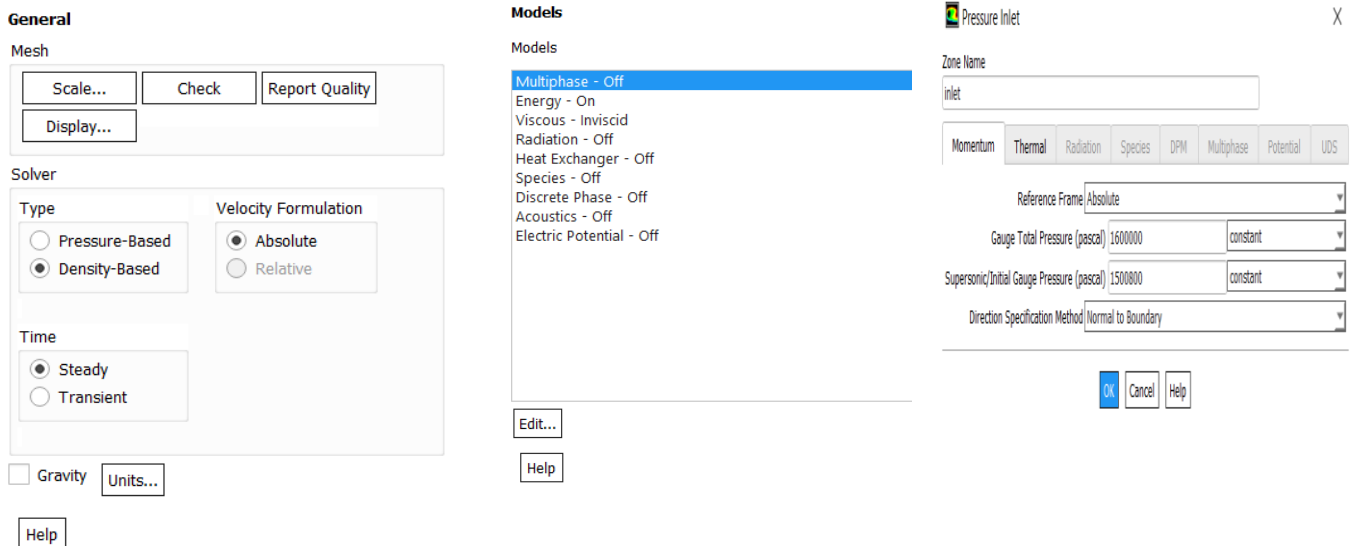 General
Mesh
Scale... Check Report Quality
Display...
Solver
Type Velocity Formulation
Pressure-Based Absolute
Density-Based Relative
Time
Steady
Transient
Gravity Units...
Help
Models
Models
Multiphase - Off
Energy - On
Viscous - Inviscid
Radiation - Off
Heat Exchanger - Off
Species - Off
Discrete Phase - Off
Acoustics - Off
Electric Potential - Off
Edit...
Help
Pressure Inlet X
Zone Name
inlet
Momentum Thermal Radiation Species DPM Multiphase Potential UDS
Reference Frame Absolute
Gauge Total Pressure (pascal) 1600000 constant
Supersonic/Initial Gauge Pressure (pascal) 1500800 constant
Direction Specification Method Normal to Boundary
OK Cancel Help